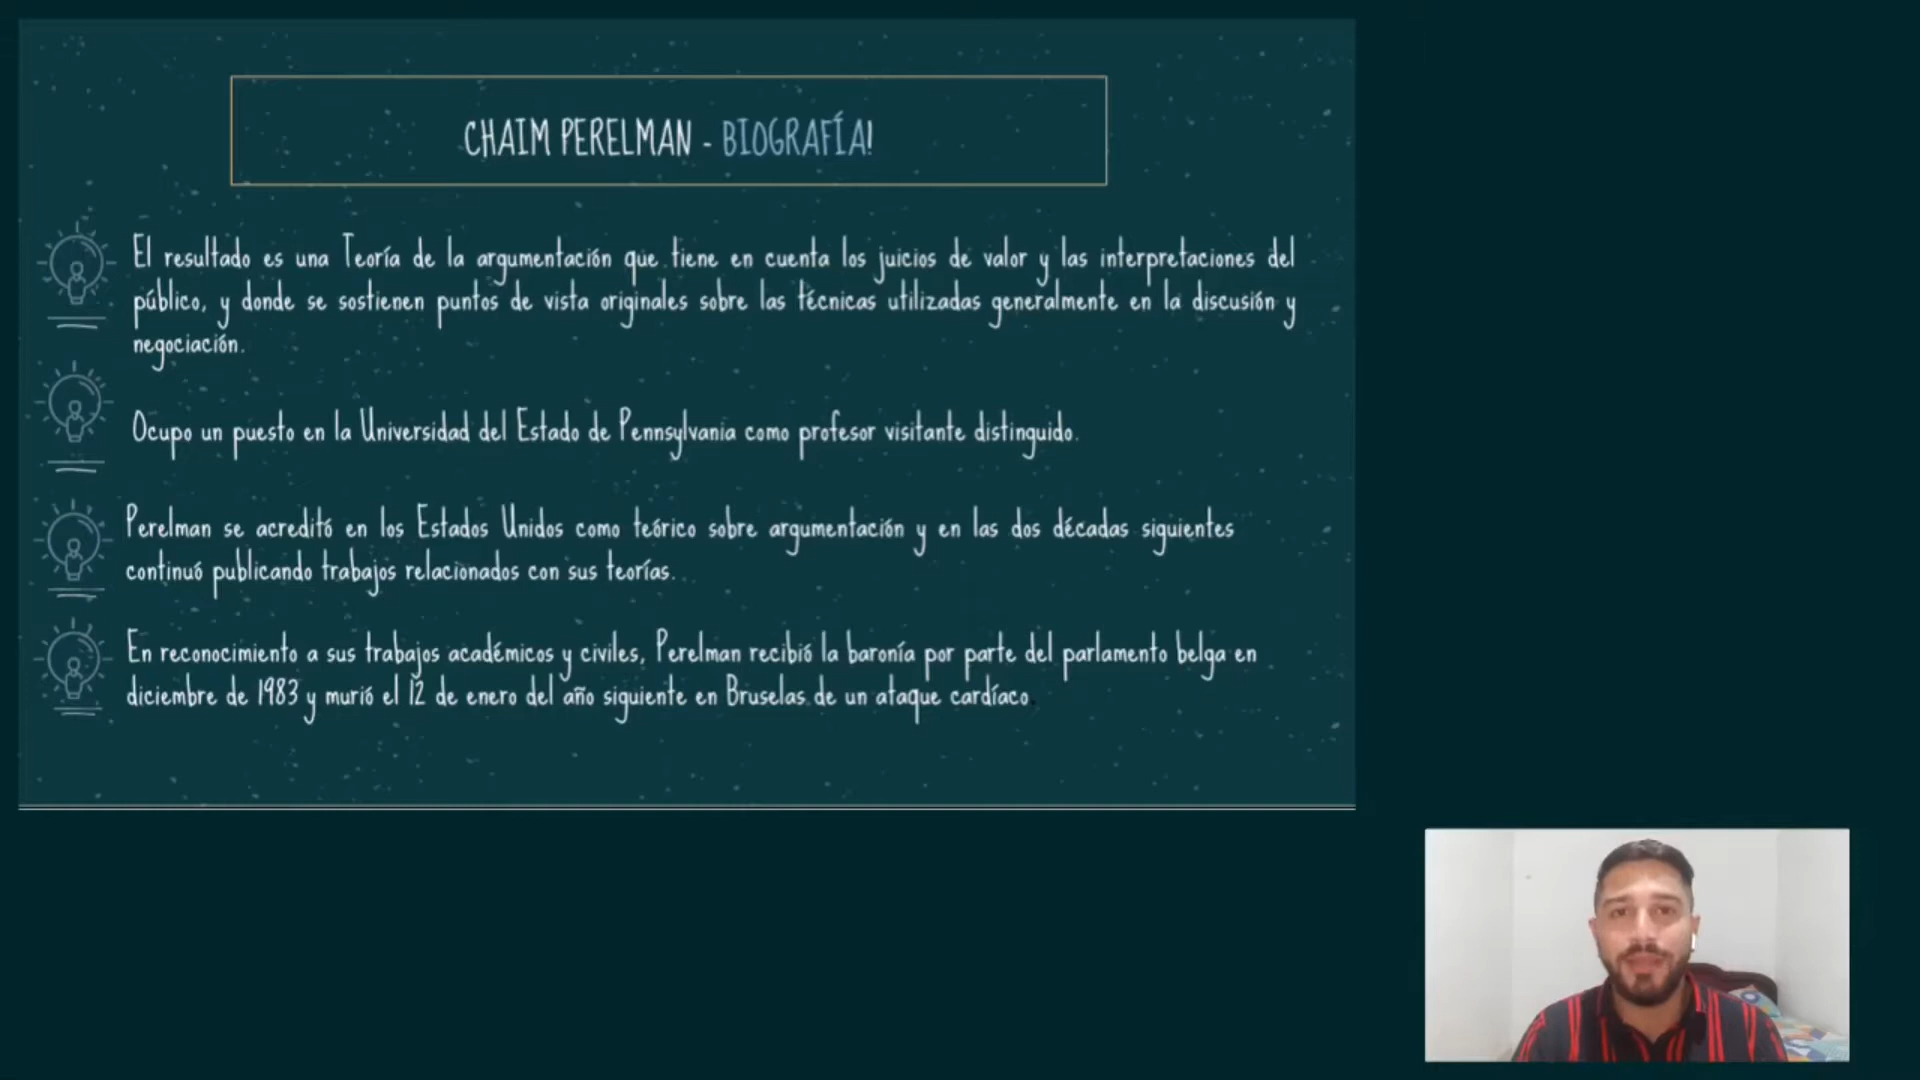 CHAIM PERELMAN - BIOGRAFÍA!
El resultado es una Teoría de la argumentación que tiene en cuenta los juicios de valor y las interpretaciones del
público, y donde se sostienen puntos de vista originales sobre las técnicas utilizadas generalmente en la discusión y
negociación.
Ocupo un puesto en la Universidad del Estado de Pennsylvania como profesor visitante distinguido.
Perelman se acreditó en los Estados Unidos como teórico sobre argumentación y en las dos décadas siguientes
continuó publicando trabajos relacionados con sus teorías.
En reconocimiento a sus trabajos académicos y civiles, Perelman recibió la baronía por parte del parlamento belga en
diciembre de 1983 y murió el 12 de enero del año siguiente en Bruselas de un ataque cardíaco